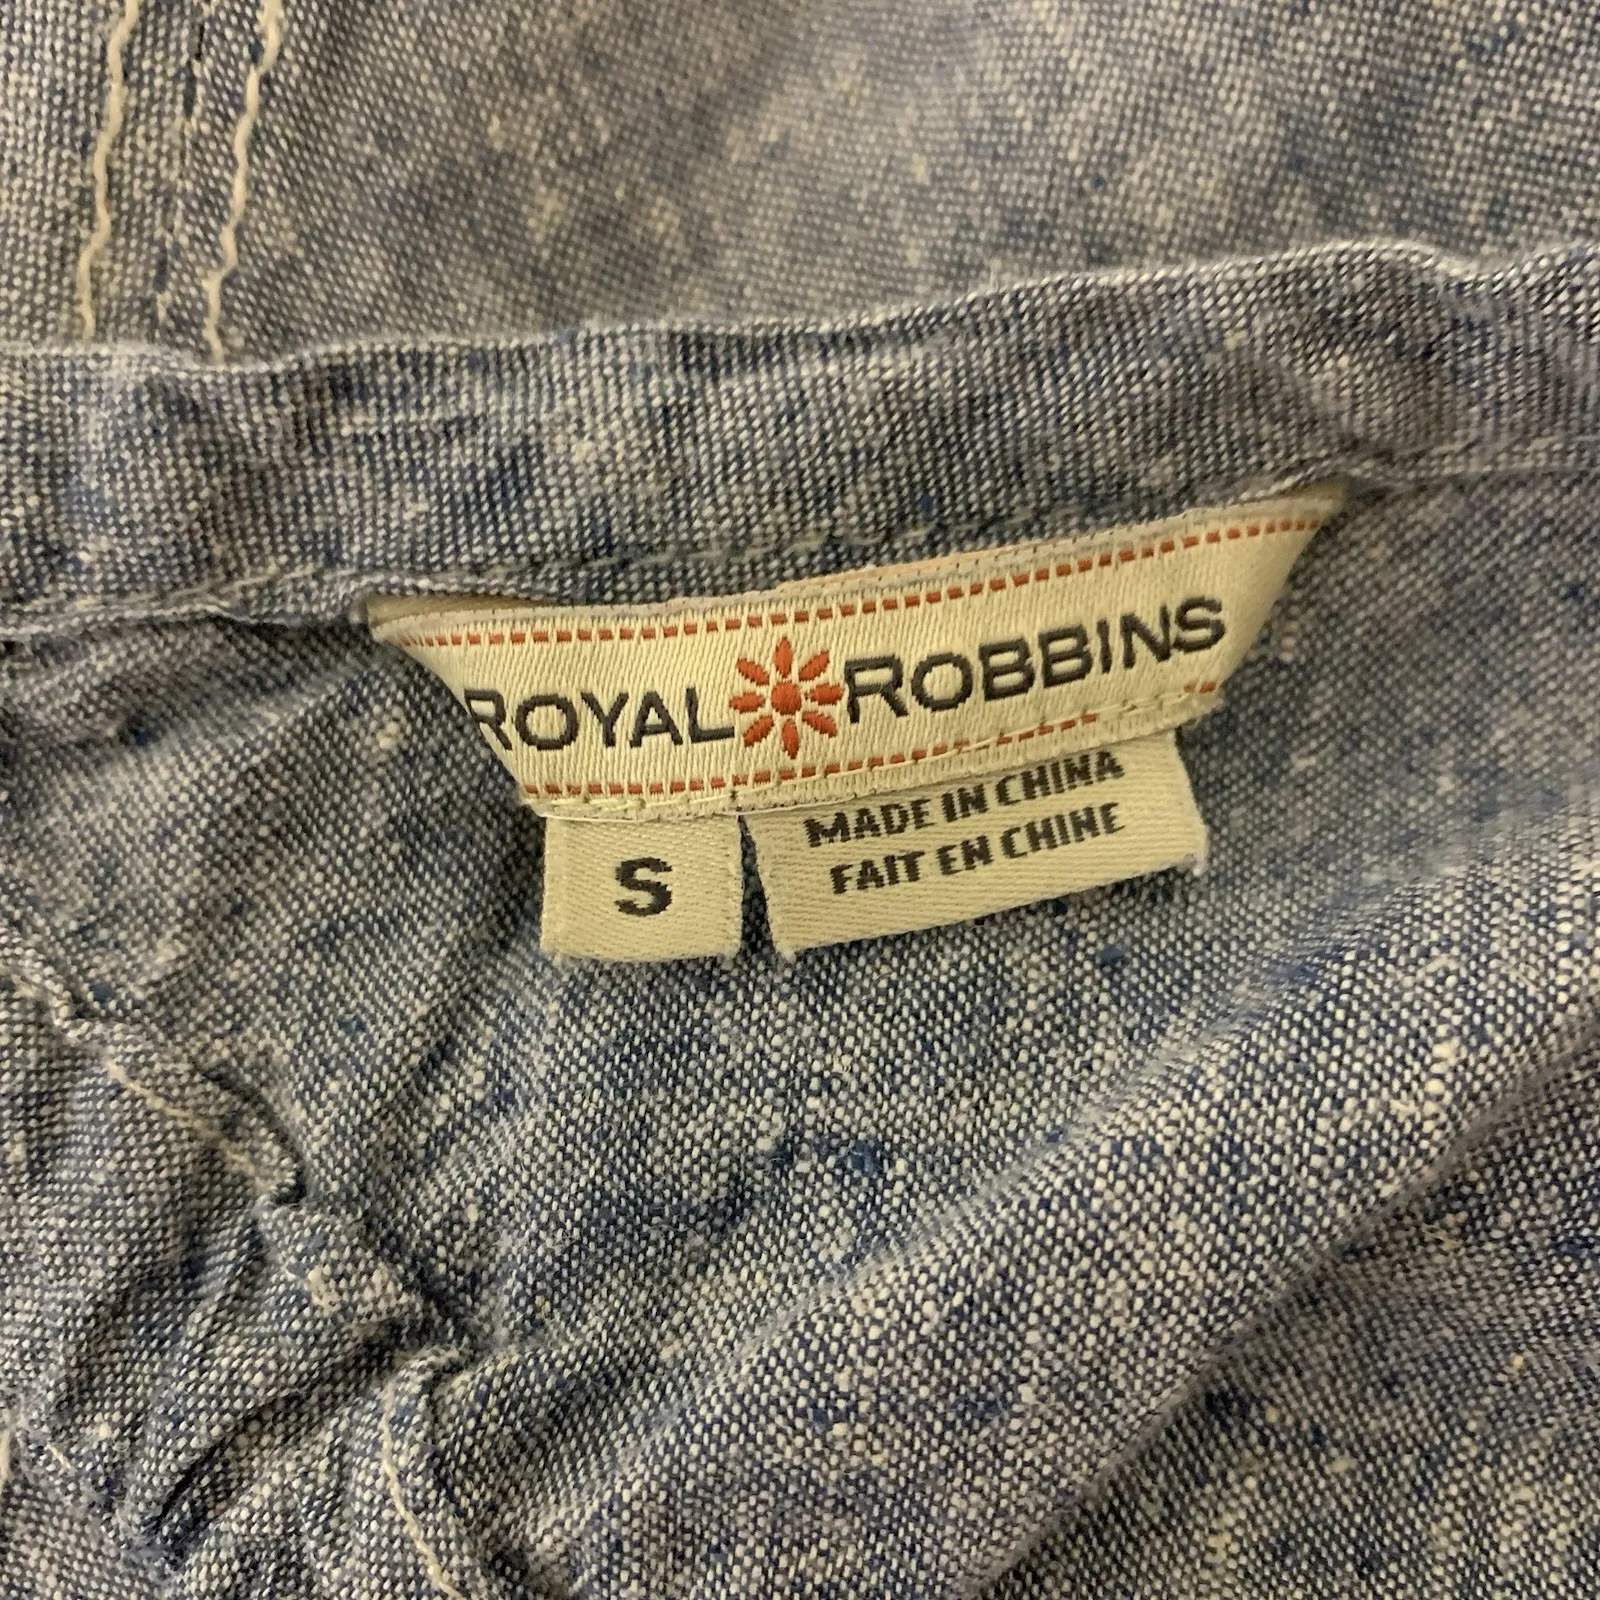 ROYAL ROBBINS
S
MADE IN CHINA
FAIT EN CHINE